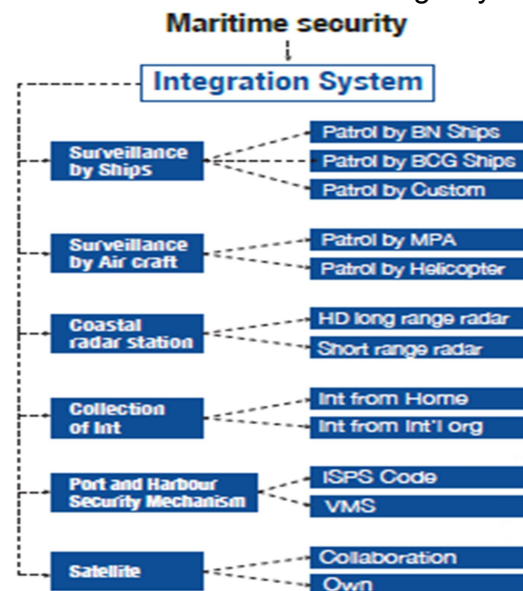 Maritime security
Integration System
Surveillance
by Ships
Patrol by BN Ships
Patrol by BCG Ships
Patrol by Custom
Surveillance
by Air craft
Patrol by MPA
Patrol by Helicopter
Coastal
radar station
HD long range radar
Short range radar
Collection
of Int
Int from Home
Int from Int'l org
Port and Harbour
Security Mechanism
ISPS Code
VMS
Satellite
Collaboration
Own